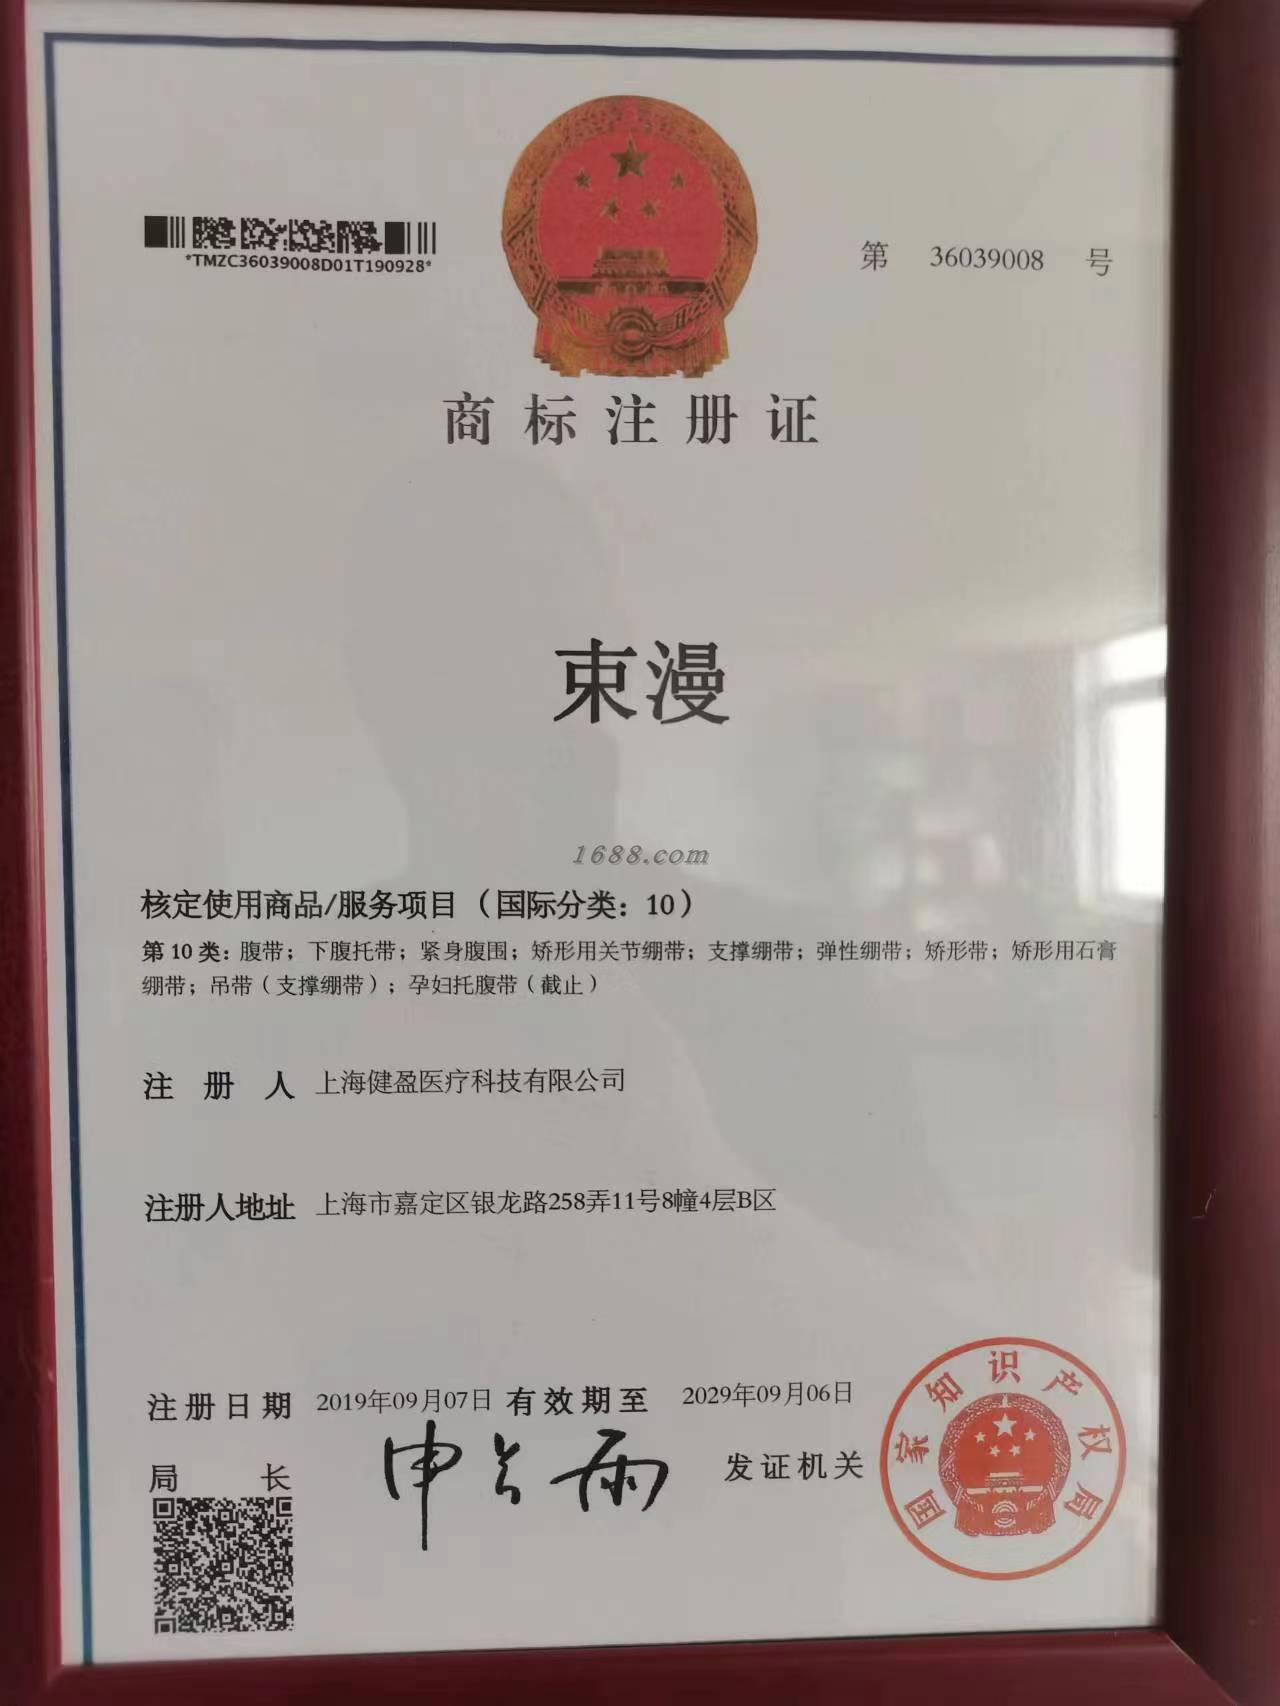 *TMZC36039008D01T190928*
第 36039008 号
商标注册证
束漫
1688.com
核定使用商品/服务项目（国际分类：10）
第 10 类：腹带；下腹托带；紧身腹围；矫形用关节绷带；支撑绷带；弹性绷带；矫形带；矫形用石膏
绷带；吊带（支撑绷带）；孕妇托腹带（截止）
注册人 上海健盈医疗科技有限公司
注册人地址 上海市嘉定区银龙路258弄11号8幢4层B区
注册日期 2019年09月07日 有效期至 2029年09月06日
局长 申长雨 发证机关
国家知识产权局